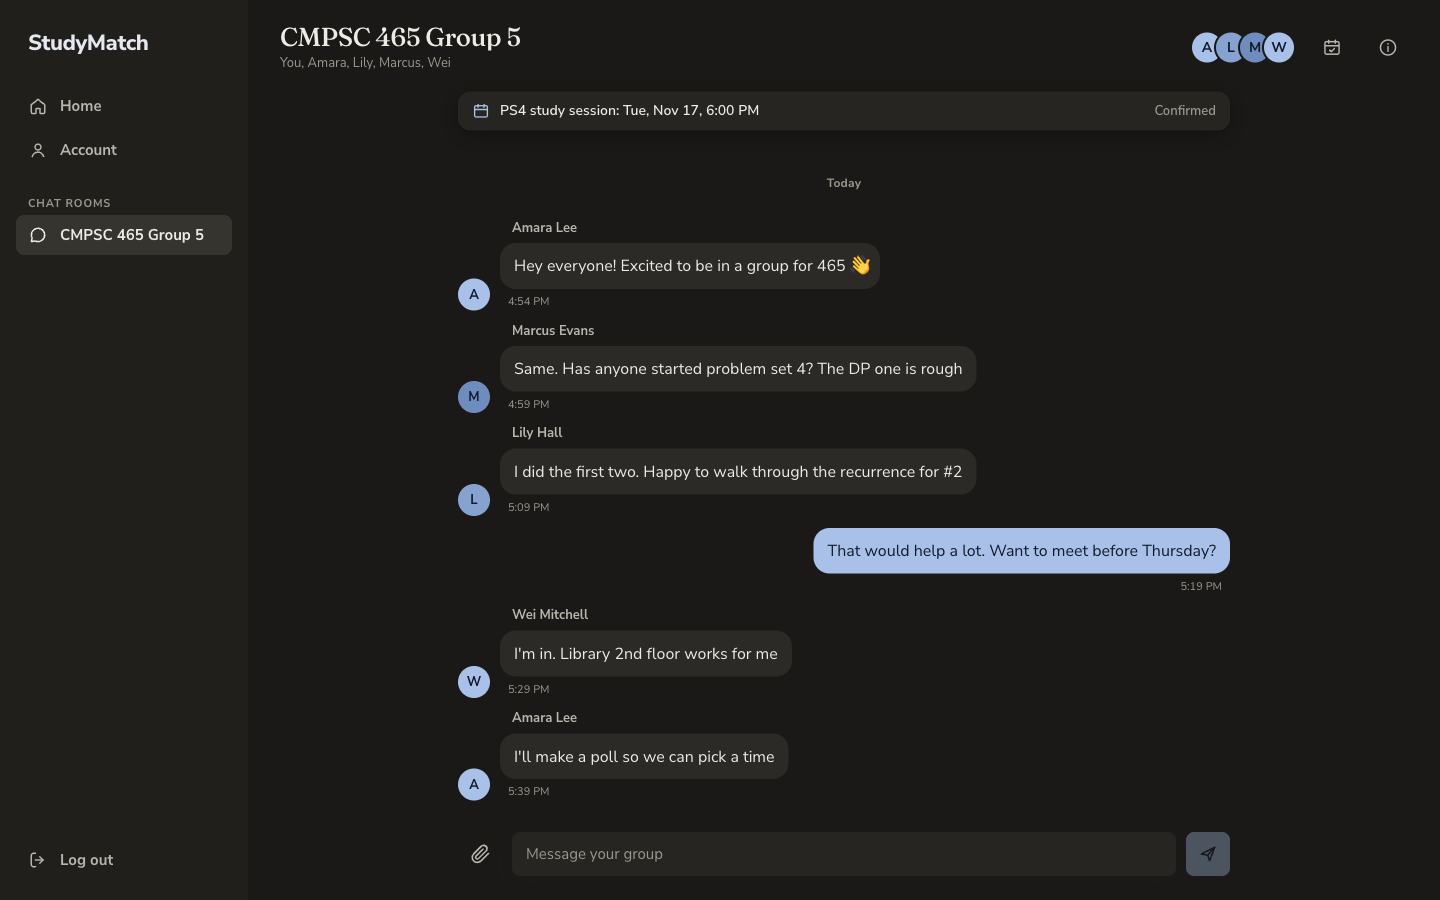 StudyMatch
Home
Account
CHAT ROOMS
CMPSC 465 Group 5
Log out
CMPSC 465 Group 5
You, Amara, Lily, Marcus, Wei
A L M W
PS4 study session: Tue, Nov 17, 6:00 PM
Confirmed
Today
Amara Lee
Hey everyone! Excited to be in a group for 465 👋
A
4:54 PM
Marcus Evans
Same. Has anyone started problem set 4? The DP one is rough
M
4:59 PM
Lily Hall
I did the first two. Happy to walk through the recurrence for #2
L
5:09 PM
That would help a lot. Want to meet before Thursday?
5:19 PM
Wei Mitchell
I'm in. Library 2nd floor works for me
W
5:29 PM
Amara Lee
I'll make a poll so we can pick a time
A
5:39 PM
Message your group